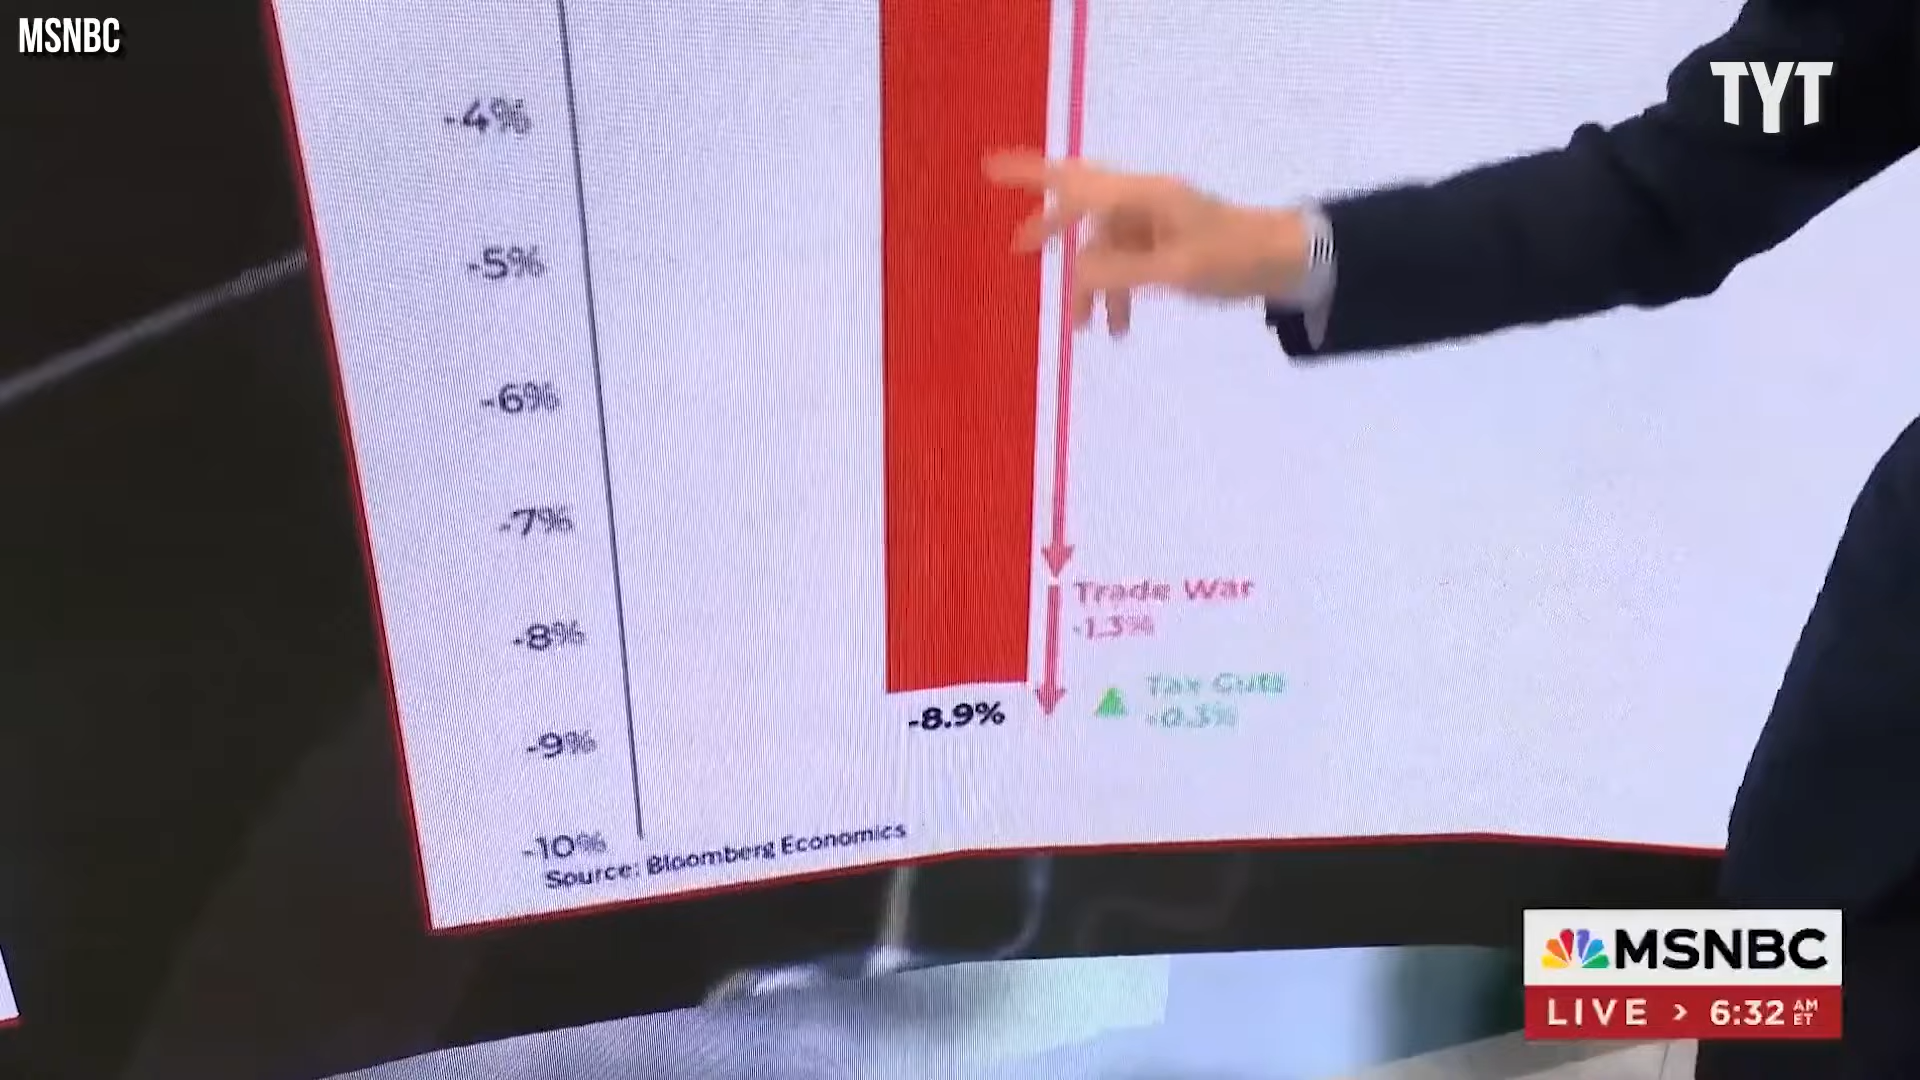 MSNBC
TYT
-4%
-5%
-6%
-7%
-8%
-9%
-10%
Trade War
-1.3%
Tax Cuts
-8.9%
Source: Bloomberg Economics
MSNBC
LIVE > 6:32 AM ET